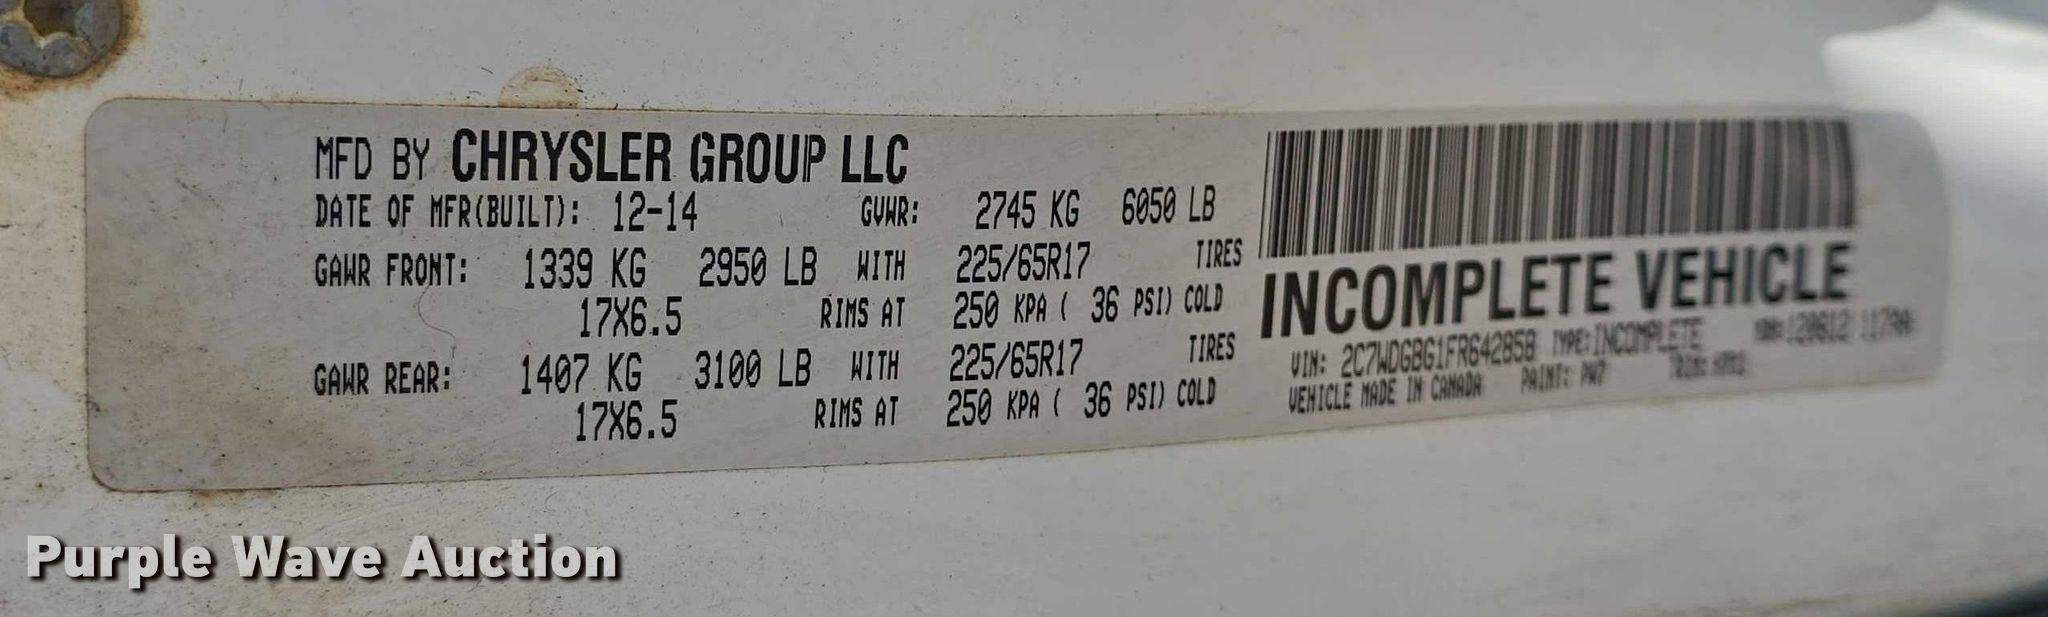 MFD BY CHRYSLER GROUP LLC
DATE OF MFR(BUILT): 12-14 GVWR: 2745 KG 6050 LB
GAWR FRONT: 1339 KG 2950 LB WITH 225/65R17 TIRES
17X6.5 RIMS AT 250 KPA ( 36 PSI) COLD
GAWR REAR: 1407 KG 3100 LB WITH 225/65R17 TIRES
17X6.5 RIMS AT 250 KPA ( 36 PSI) COLD
INCOMPLETE VEHICLE
VIN: 2C7WDGBG1FR642858 TYPE:INCOMPLETE
VEHICLE MADE IN CANADA PAINT: PW7
Purple Wave Auction